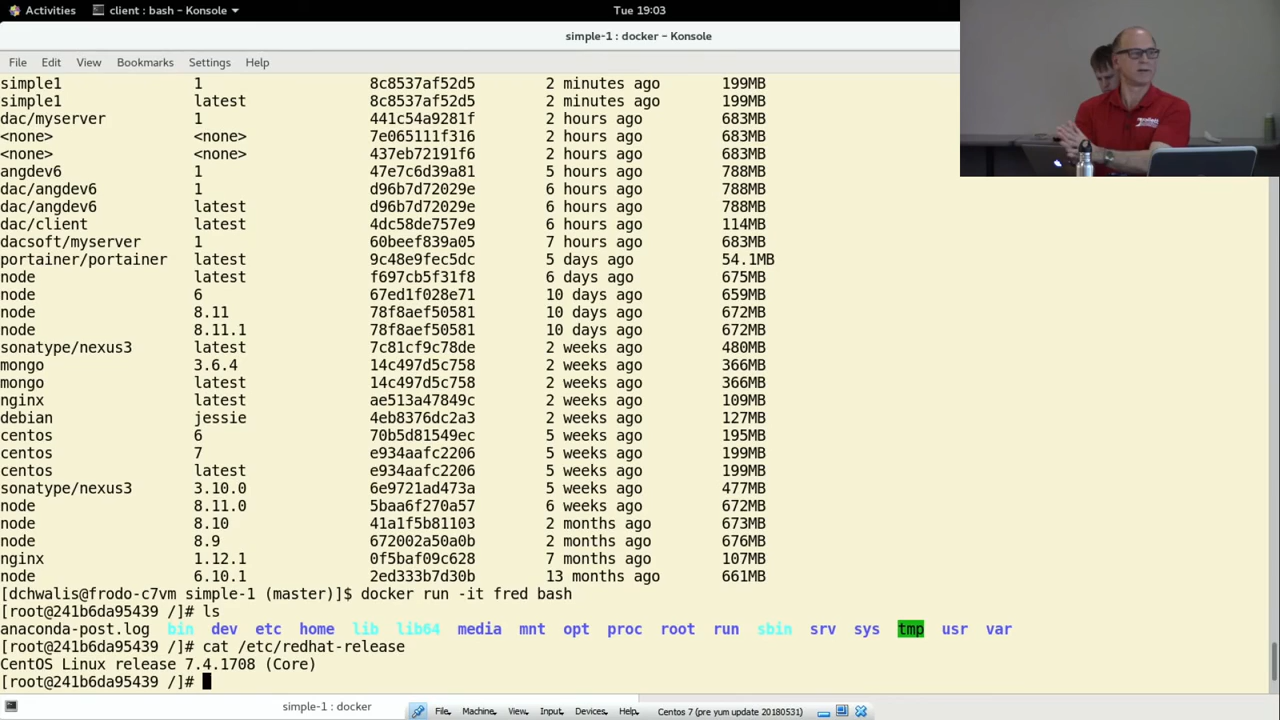 Activities client : bash – Konsole Tue 19:03
simple-1 : docker – Konsole
File Edit View Bookmarks Settings Help
simple1 1 8c8537af52d5 2 minutes ago 199MB
simple1 latest 8c8537af52d5 2 minutes ago 199MB
dac/myserver 1 441c54a9281f 2 hours ago 683MB
<none> <none> 7e065111f316 2 hours ago 683MB
<none> <none> 437eb72191f6 2 hours ago 683MB
angdev6 1 47e7c6d39a81 5 hours ago 788MB
dac/angdev6 1 d96b7d72029e 6 hours ago 788MB
dac/angdev6 latest d96b7d72029e 6 hours ago 788MB
dac/client latest 4dc58de757e9 6 hours ago 114MB
dacsoft/myserver 1 60beef839a05 7 hours ago 683MB
portainer/portainer latest 9c48e9fec5dc 5 days ago 54.1MB
node latest f697cb5f31f8 6 days ago 675MB
node 6 67ed1f028e71 10 days ago 659MB
node 8.11 78f8aef50581 10 days ago 672MB
node 8.11.1 78f8aef50581 10 days ago 672MB
sonatype/nexus3 latest 7c81cf9c78de 2 weeks ago 480MB
mongo 3.6.4 14c497d5c758 2 weeks ago 366MB
mongo latest 14c497d5c758 2 weeks ago 366MB
nginx latest ae513a47849c 2 weeks ago 109MB
debian jessie 4eb8376dc2a3 2 weeks ago 127MB
centos 6 70b5d81549ec 5 weeks ago 195MB
centos 7 e934aafc2206 5 weeks ago 199MB
centos latest e934aafc2206 5 weeks ago 199MB
sonatype/nexus3 3.10.0 6e9721ad473a 5 weeks ago 477MB
node 8.11.0 5baa6f270a57 6 weeks ago 672MB
node 8.10 41a1f5b81103 2 months ago 673MB
node 8.9 672002a50a0b 2 months ago 676MB
nginx 1.12.1 0f5baf09c628 7 months ago 107MB
node 6.10.1 2ed333b7d30b 13 months ago 661MB
[dchwalis@frodo-c7vm simple-1 (master)]$ docker run -it fred bash
[root@241b6da95439 /]# ls
anaconda-post.log bin dev etc home lib lib64 media mnt opt proc root run sbin srv sys tmp usr var
[root@241b6da95439 /]# cat /etc/redhat-release
CentOS Linux release 7.4.1708 (Core)
[root@241b6da95439 /]#
simple-1 : docker
File Machine View Input Devices Help Centos 7 (pre yum update 20180531)